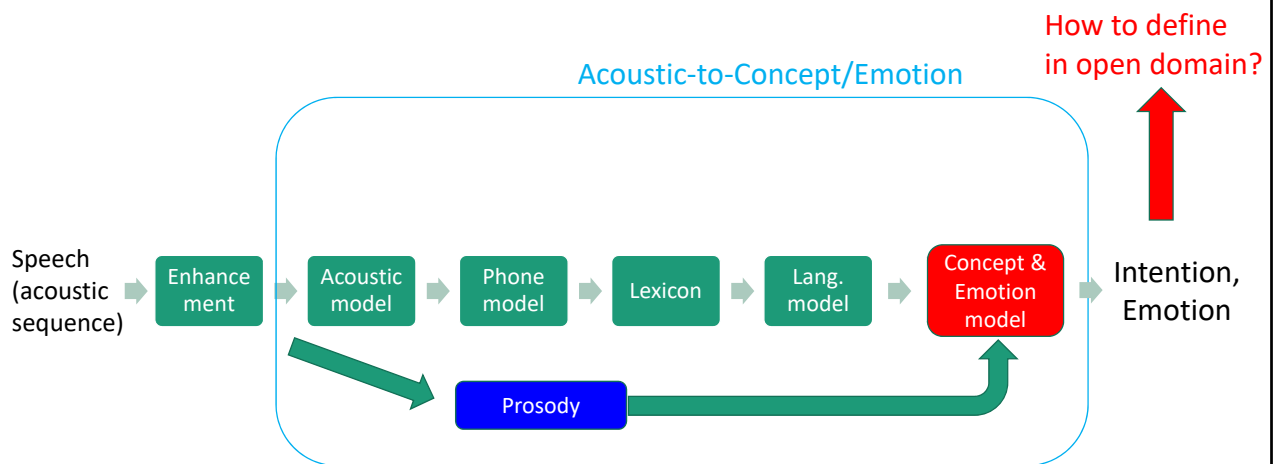 How to define
in open domain?
Acoustic-to-Concept/Emotion
Speech
(acoustic
sequence)
Enhance
ment
Acoustic
model
Phone
model
Lexicon
Lang.
model
Concept &
Emotion
model
Intention,
Emotion
Prosody